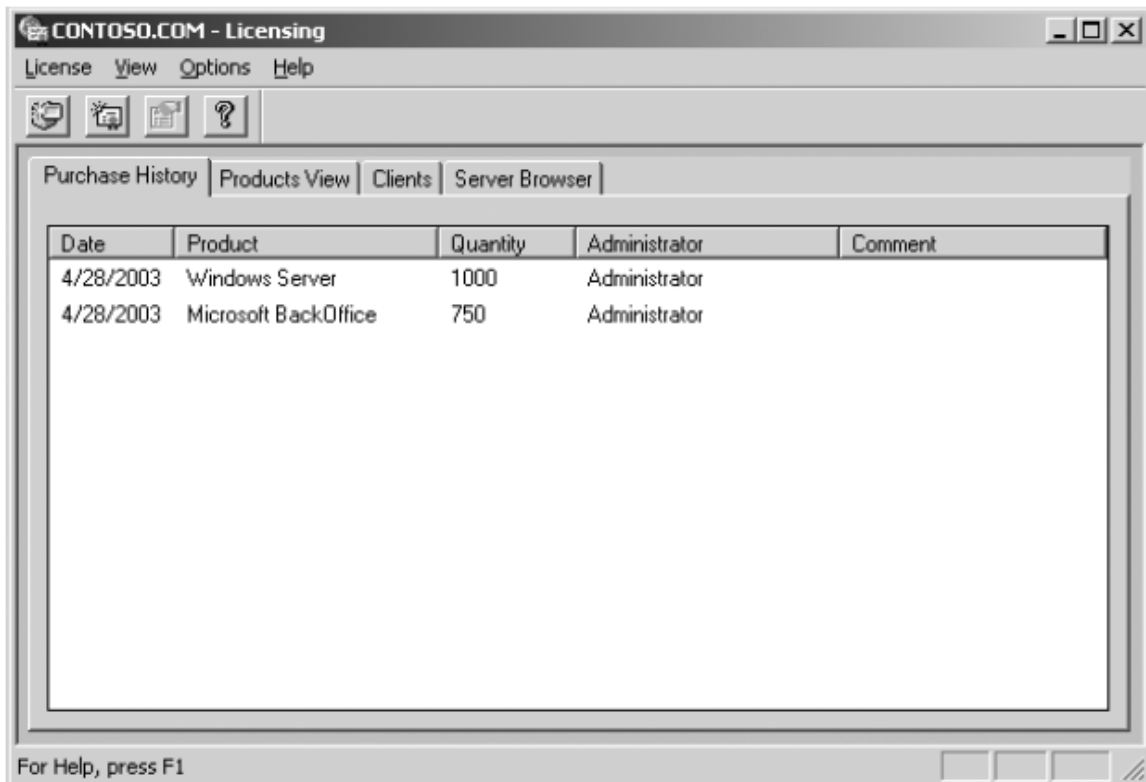 CONTOSO.COM - Licensing
License View Options Help
Purchase History Products View Clients Server Browser
Date Product Quantity Administrator Comment
4/28/2003 Windows Server 1000 Administrator
4/28/2003 Microsoft BackOffice 750 Administrator
For Help, press F1